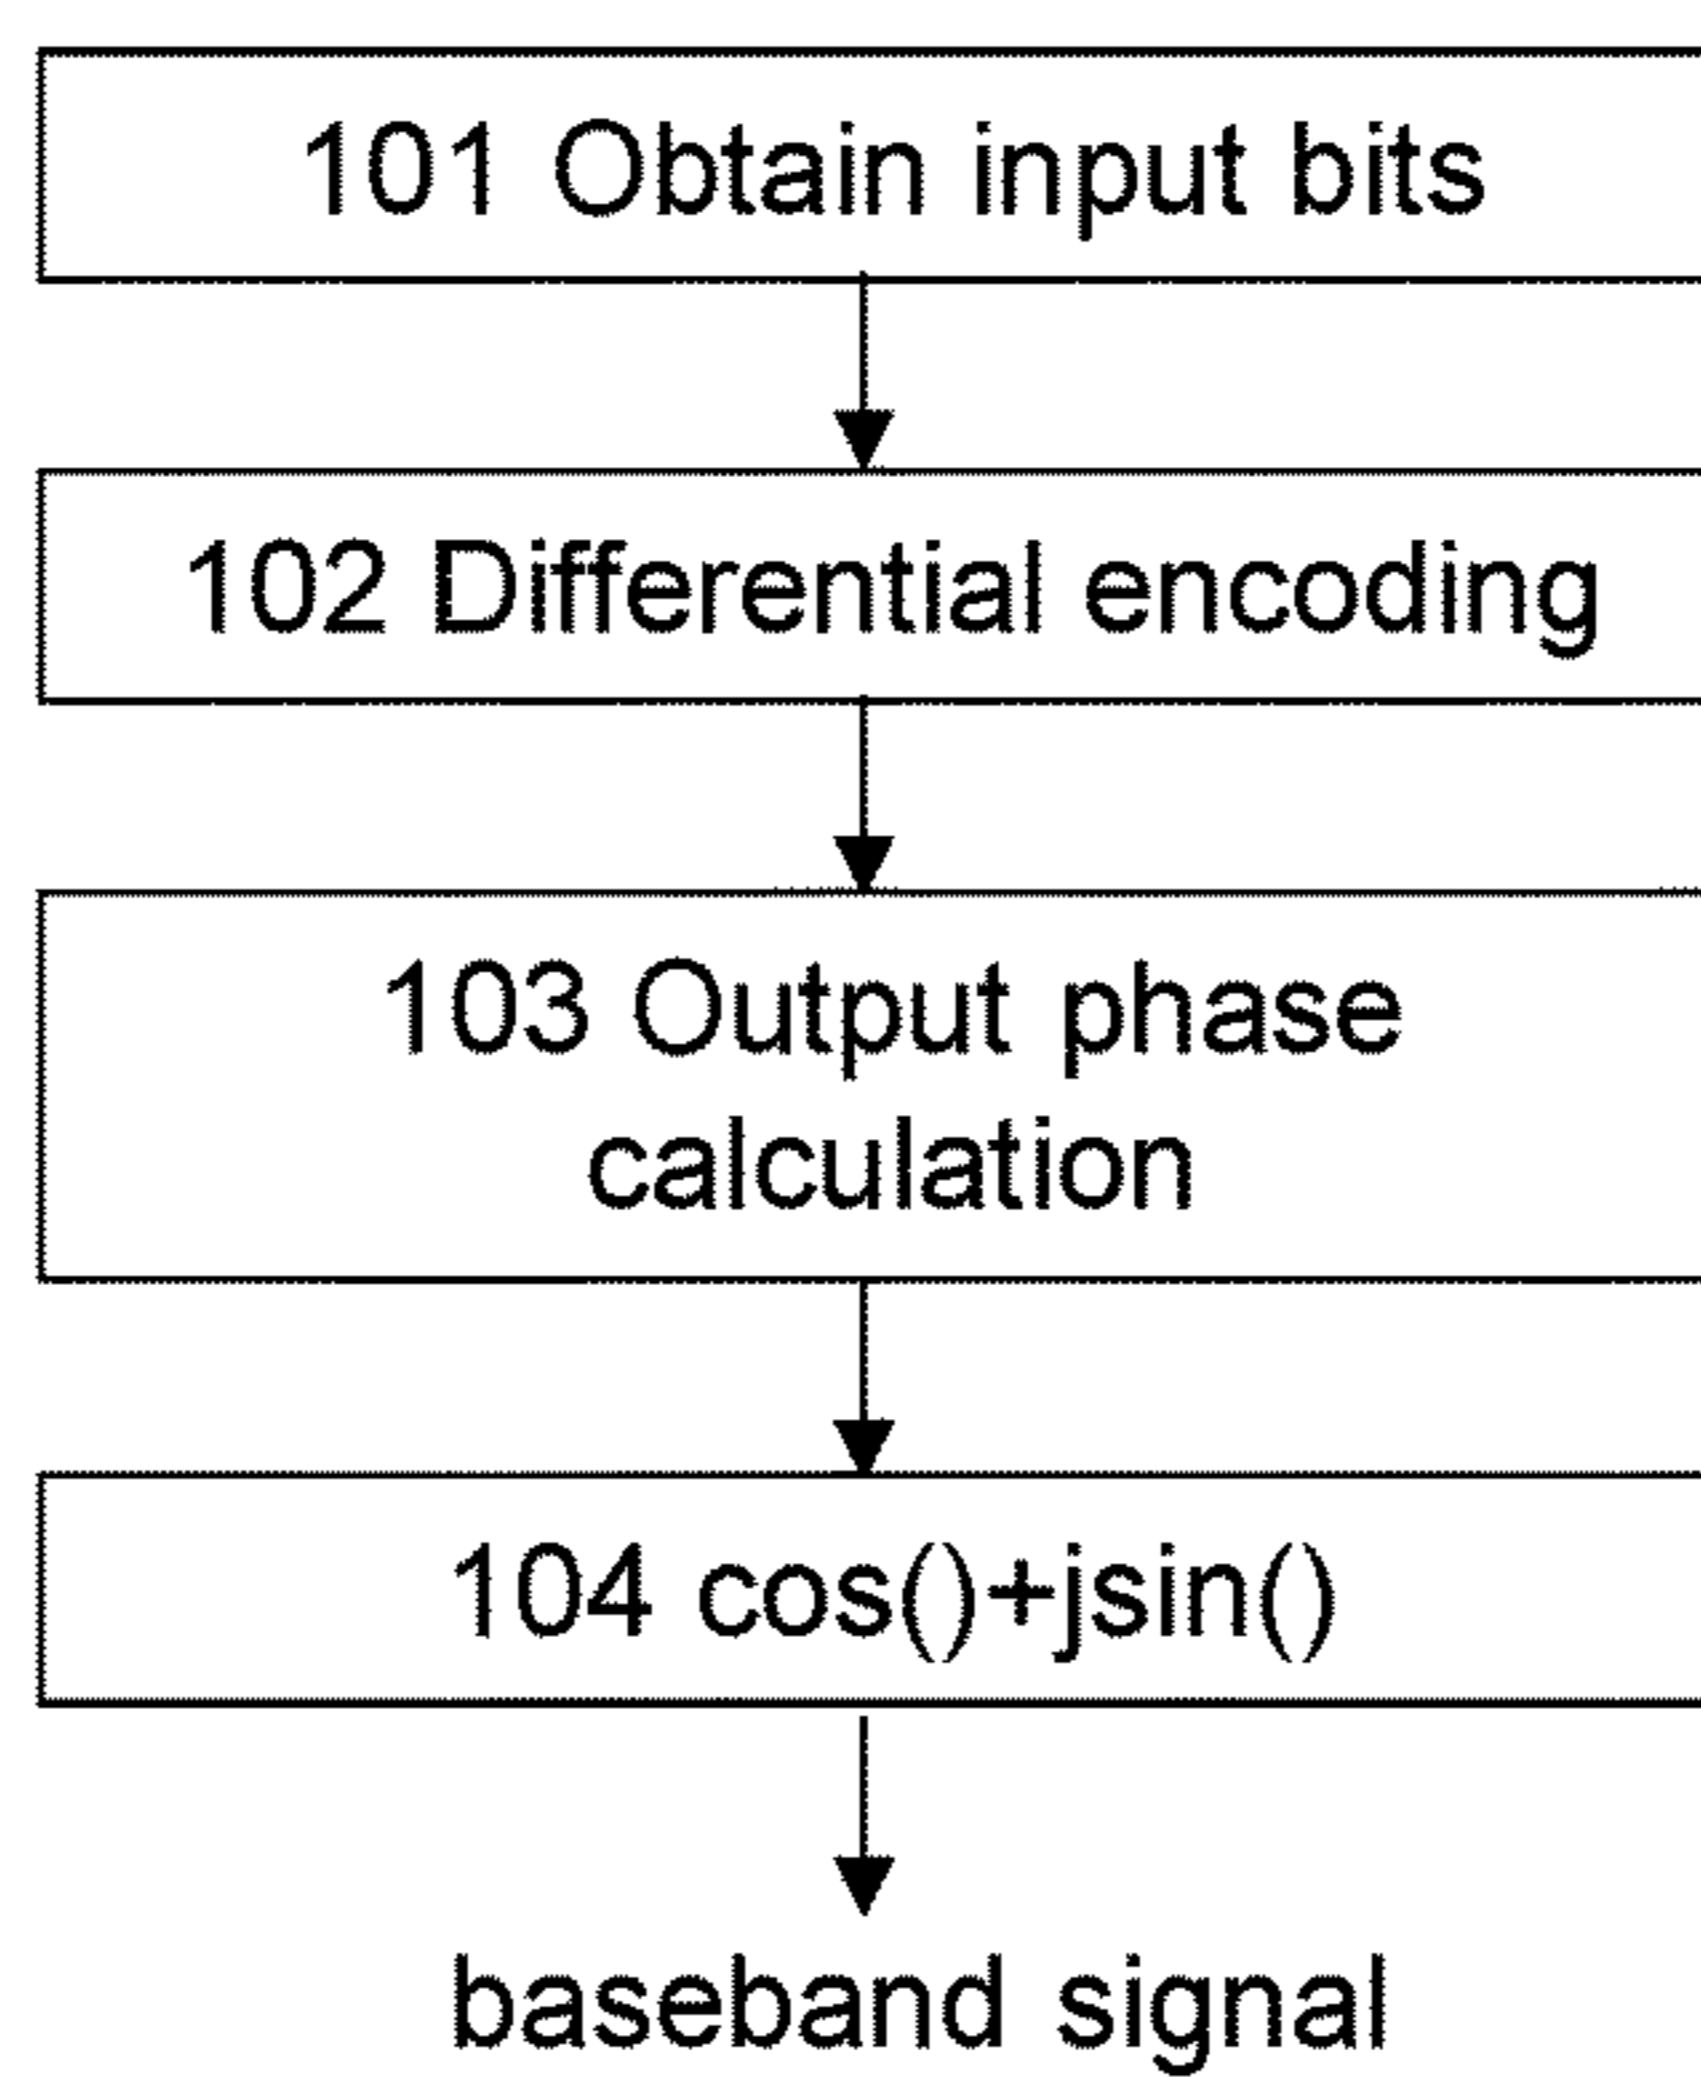 101 Obtain input bits
102 Differential encoding
103 Output phase
calculation
104 cos()+jsin()
baseband signal